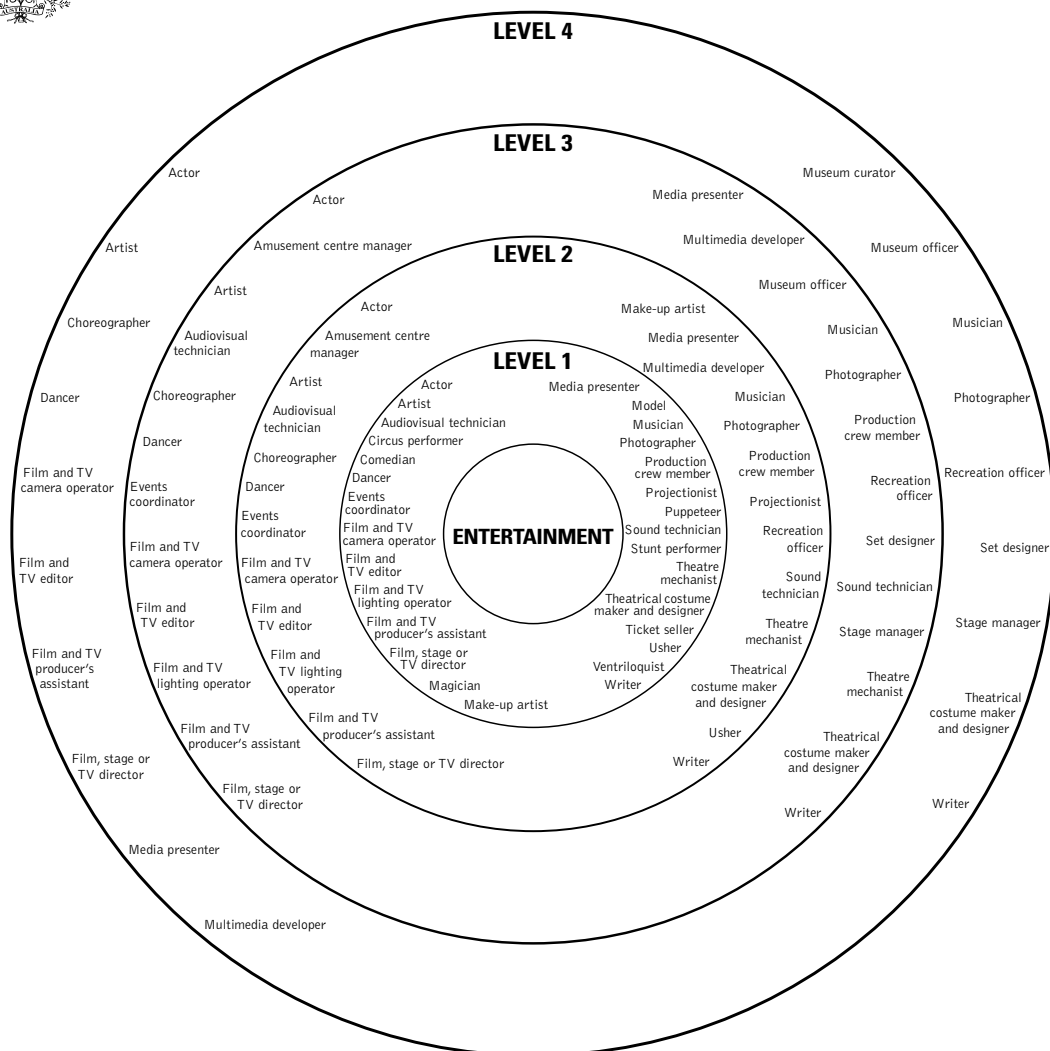 AUSTRALIA
LEVEL 4
Actor
Artist
Choreographer
Dancer
Film and TV
camera operator
Film and
TV editor
Film and TV
producer's
assistant
Film, stage or
TV director
Media presenter
Multimedia developer
Museum curator
Museum officer
Musician
Photographer
Recreation officer
Set designer
Stage manager
Theatrical
costume maker
and designer
Writer
LEVEL 3
Actor
Amusement centre manager
Artist
Audiovisual
technician
Choreographer
Dancer
Events
coordinator
Film and TV
camera operator
Film and
TV editor
Film and TV
lighting operator
Film and TV
producer's assistant
Film, stage or
TV director
Media presenter
Multimedia developer
Museum officer
Musician
Photographer
Production
crew member
Recreation
officer
Set designer
Sound technician
Stage manager
Theatre
mechanist
Theatrical
costume maker
and designer
Writer
LEVEL 2
Actor
Amusement centre
manager
Artist
Audiovisual
technician
Choreographer
Dancer
Events
coordinator
Film and TV
camera operator
Film and
TV editor
Film and
TV lighting
operator
Film and TV
producer's assistant
Film, stage or TV director
Make-up artist
Media presenter
Multimedia developer
Musician
Photographer
Production
crew member
Projectionist
Recreation
officer
Sound
technician
Theatre
mechanist
Theatrical
costume maker
and designer
Usher
Writer
LEVEL 1
Actor
Artist
Audiovisual technician
Circus performer
Comedian
Dancer
Events
coordinator
Film and TV
camera operator
Film and
TV editor
Film and TV
lighting operator
Film and TV
producer's assistant
Film, stage or
TV director
Magician
Make-up artist
Media presenter
Model
Musician
Photographer
Production
crew member
Projectionist
Puppeteer
Sound technician
Stunt performer
Theatre
mechanist
Theatrical costume
maker and designer
Ticket seller
Usher
Ventriloquist
Writer
ENTERTAINMENT